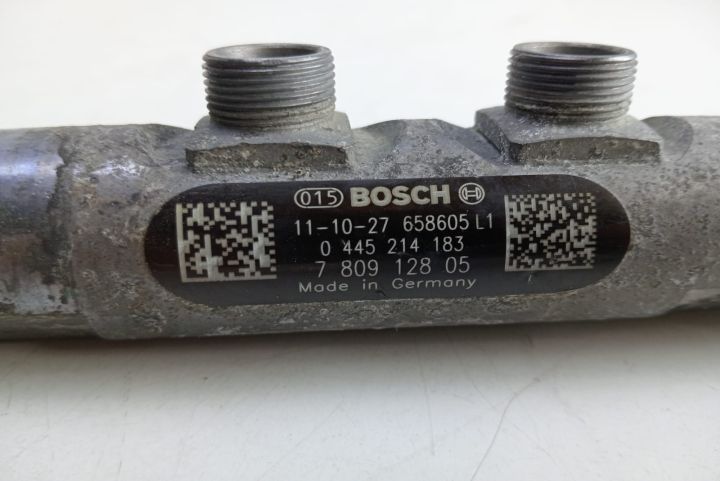 015 BOSCH
11-10-27 658605 L1
0 445 214 183
7 809 128 05
Made in Germany